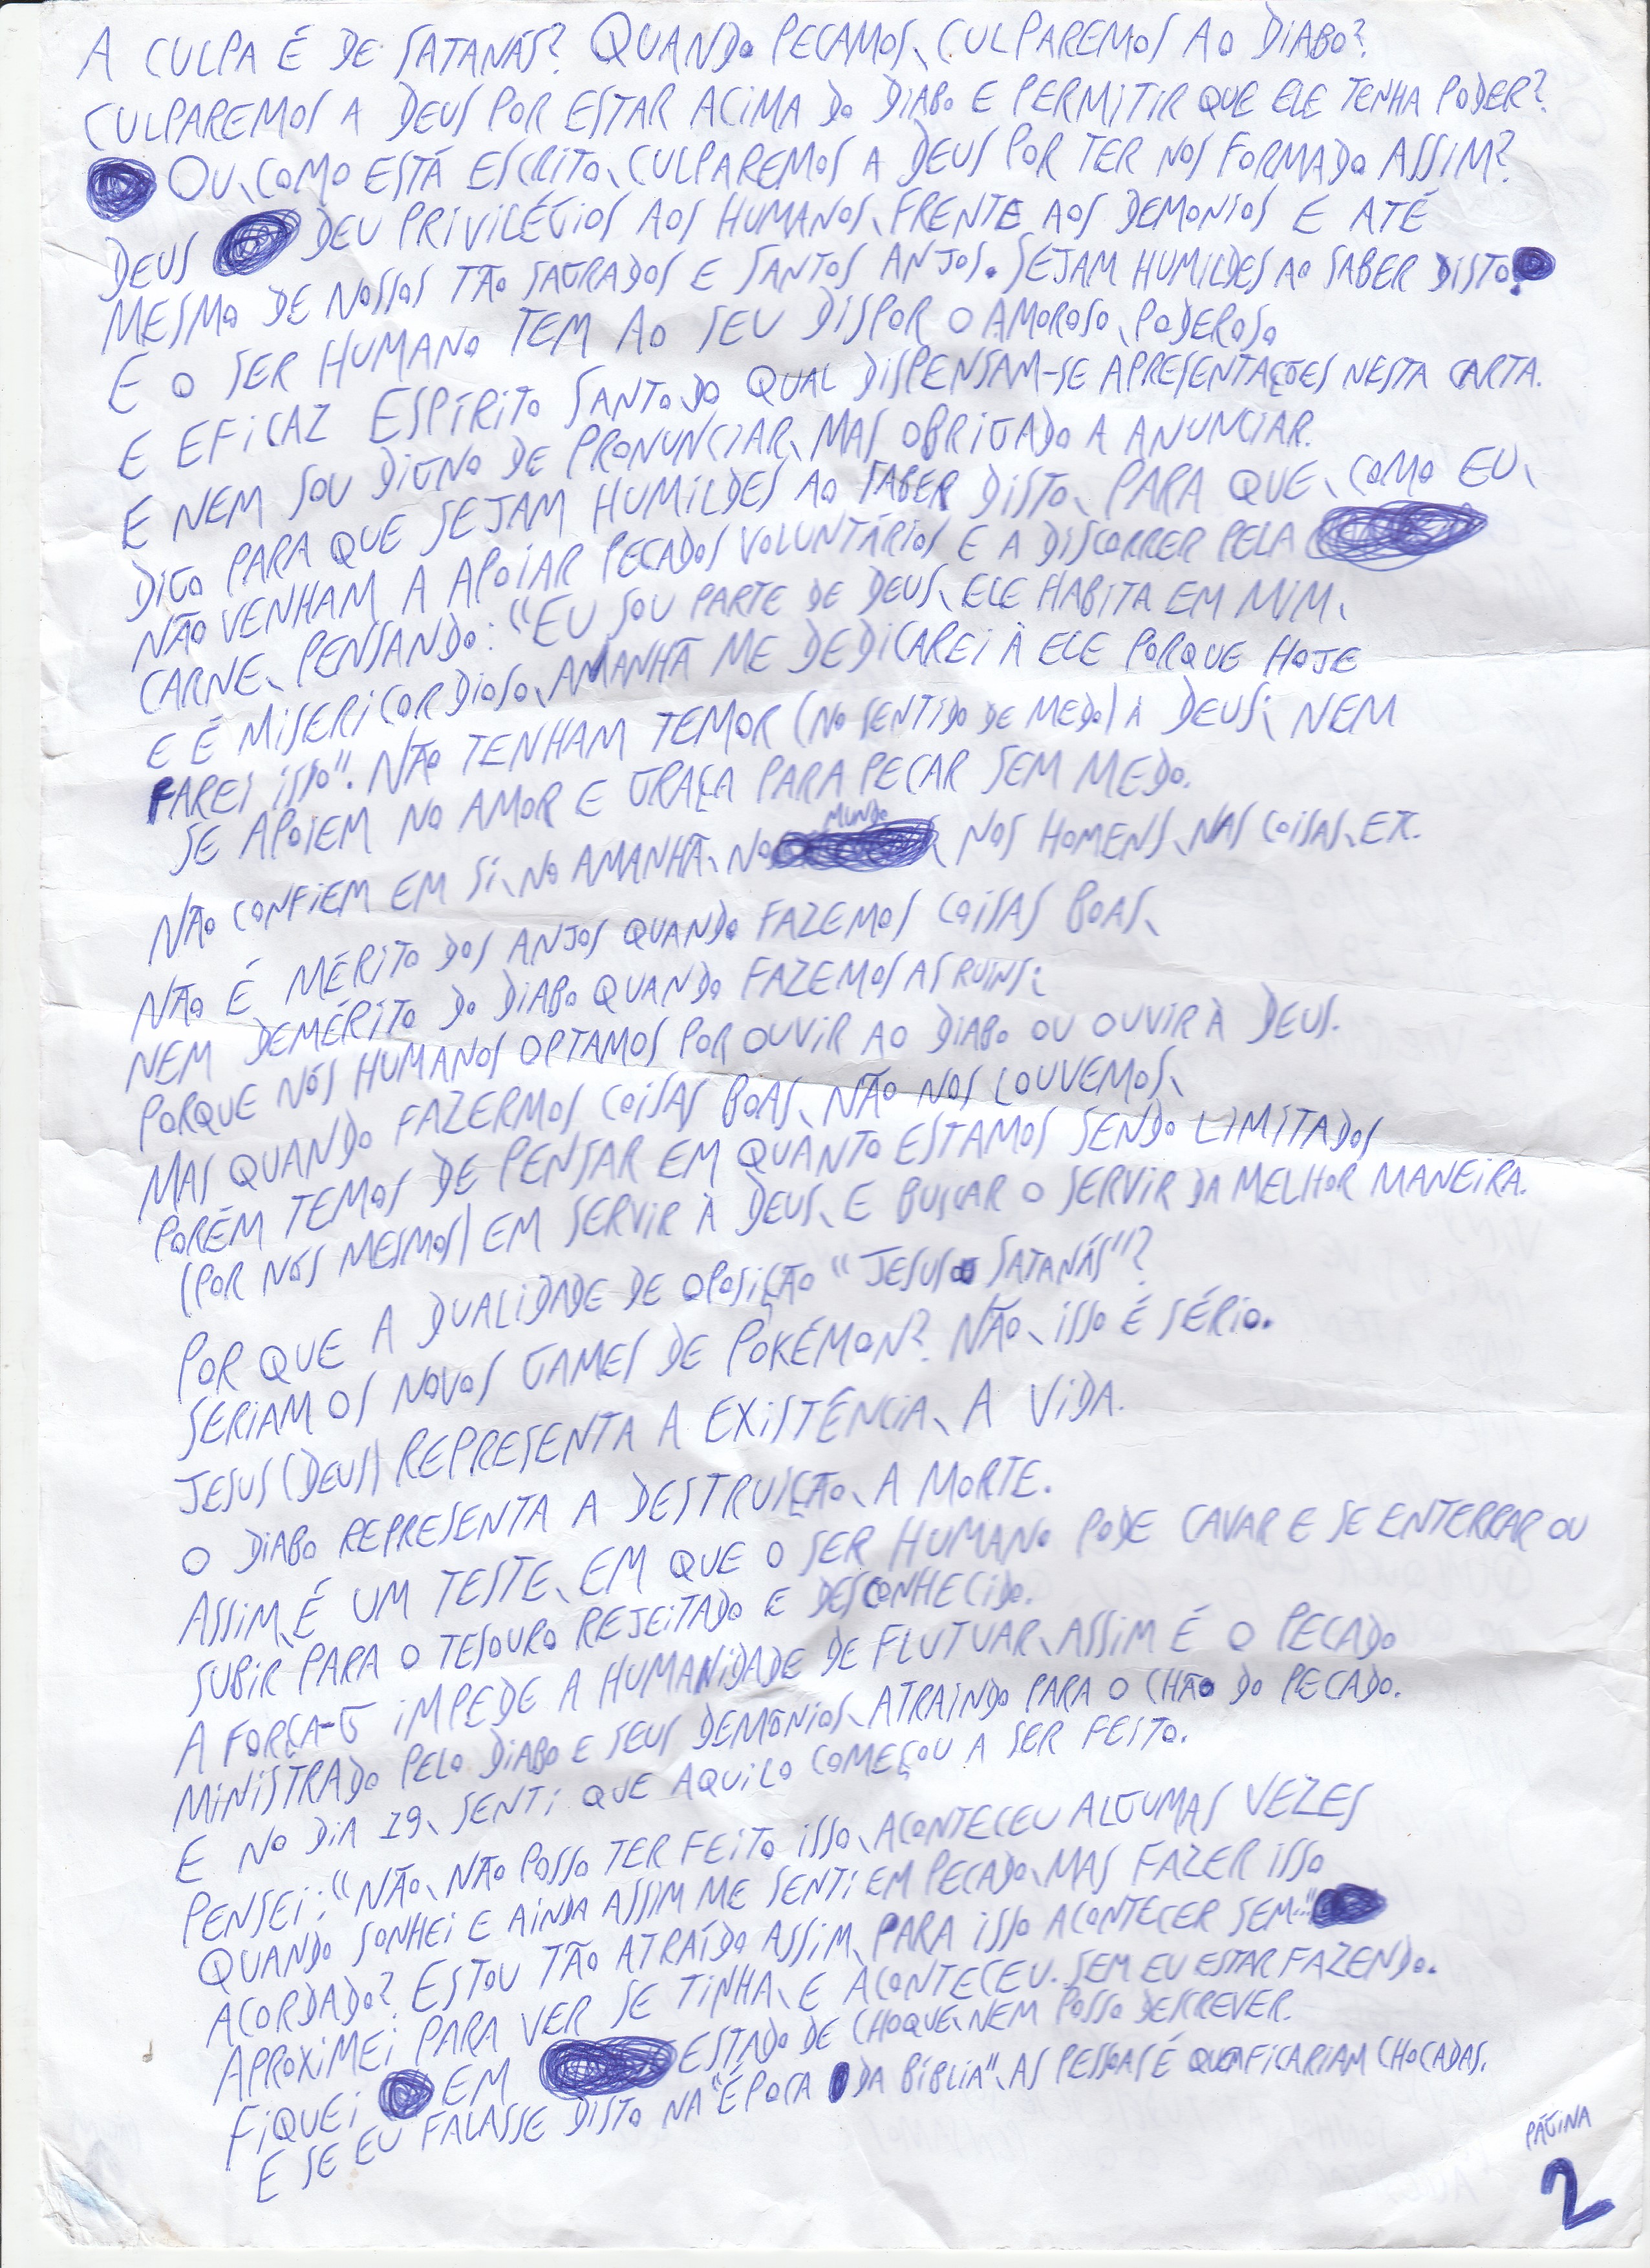 A CULPA É DE SATANÁS? QUANDO PECAMOS, CULPAREMOS AO DIABO?
CULPAREMOS A DEUS POR ESTAR ACIMA DO DIABO E PERMITIR QUE ELE TENHA PODER?
OU, COMO ESTÁ ESCRITO, CULPAREMOS A DEUS POR TER NOS FORMADO ASSIM?
DEUS DEU PRIVILÉGIOS AOS HUMANOS, FRENTE AOS DEMONIOS E ATÉ
MESMO DE NOSSOS TÃO SAGRADOS E SANTOS ANJOS. SEJAM HUMILDES AO SABER DISTO.
E O SER HUMANO TEM AO SEU DISPOR O AMOROSO, PODEROSO
E EFICAZ ESPÍRITO SANTO, DO QUAL DISPENSAM-SE APRESENTAÇÕES NESTA CARTA.
E NEM SOU DIGNO DE PRONUNCIAR, MAS OBRIGADO A ANUNCIAR.
DIGO PARA QUE SEJAM HUMILDES AO SABER DISTO, PARA QUE, COMO EU,
NÃO VENHAM A APOIAR PECADOS VOLUNTÁRIOS E A DISCORRER PELA
CARNE, PENSANDO: "EU SOU PARTE DE DEUS, ELE HABITA EM MIM,
E É MISERICORDIOSO, AMANHÃ ME DEDICAREI À ELE PORQUE HOJE
FAREI ISSO". NÃO TENHAM TEMOR (NO SENTIDO DE MEDO) À DEUS; NEM
SE APOIEM NO AMOR E GRAÇA PARA PECAR SEM MEDO.
NÃO CONFIEM EM SI, NO AMANHÃ, NO MUNDO, NOS HOMENS, NAS COISAS, ETC.
NÃO É MÉRITO DOS ANJOS QUANDO FAZEMOS COISAS BOAS,
NEM DEMÉRITO DO DIABO QUANDO FAZEMOS AS RUINS;
PORQUE NÓS HUMANOS OPTAMOS POR OUVIR AO DIABO OU OUVIR À DEUS.
MAS QUANDO FAZERMOS COISAS BOAS, NÃO NOS LOUVEMOS,
PORÉM TEMOS DE PENSAR EM QUANTO ESTAMOS SENDO LIMITADOS
(POR NÓS MESMOS) EM SERVIR À DEUS, E BUSCAR O SERVIR DA MELHOR MANEIRA.
POR QUE A DUALIDADE DE OPOSIÇÃO "JESUS SATANÁS"?
SERIAM OS NOVOS GAMES DE POKÉMON? NÃO, ISSO É SÉRIO.
JESUS (DEUS) REPRESENTA A EXISTÊNCIA, A VIDA.
O DIABO REPRESENTA A DESTRUIÇÃO, A MORTE.
ASSIM, É UM TESTE, EM QUE O SER HUMANO PODE CAVAR E SE ENTERRAR OU
SUBIR PARA O TESOURO REJEITADO E DESCONHECIDO.
A FORÇA-G IMPEDE A HUMANIDADE DE FLUTUAR, ASSIM É O PECADO
MINISTRADO PELO DIABO E SEUS DEMÔNIOS, ATRAINDO PARA O CHÃO DO PECADO.
E NO DIA 19, SENTI QUE AQUILO COMEÇOU A SER FEITO.
PENSEI: "NÃO, NÃO POSSO TER FEITO ISSO, ACONTECEU ALGUMAS VEZES
QUANDO SONHEI E AINDA ASSIM ME SENTI EM PECADO, MAS FAZER ISSO
ACORDADO? ESTOU TÃO ATRAÍDO ASSIM, PARA ISSO ACONTECER SEM..."
APROXIMEI PARA VER SE TINHA, E ACONTECEU. SEM EU ESTAR FAZENDO.
FIQUEI EM ESTADO DE CHOQUE, NEM POSSO DESCREVER.
E SE EU FALASSE DISTO NA "ÉPOCA DA BÍBLIA", AS PESSOAS É QUE FICARIAM CHOCADAS.
PÁGINA
2